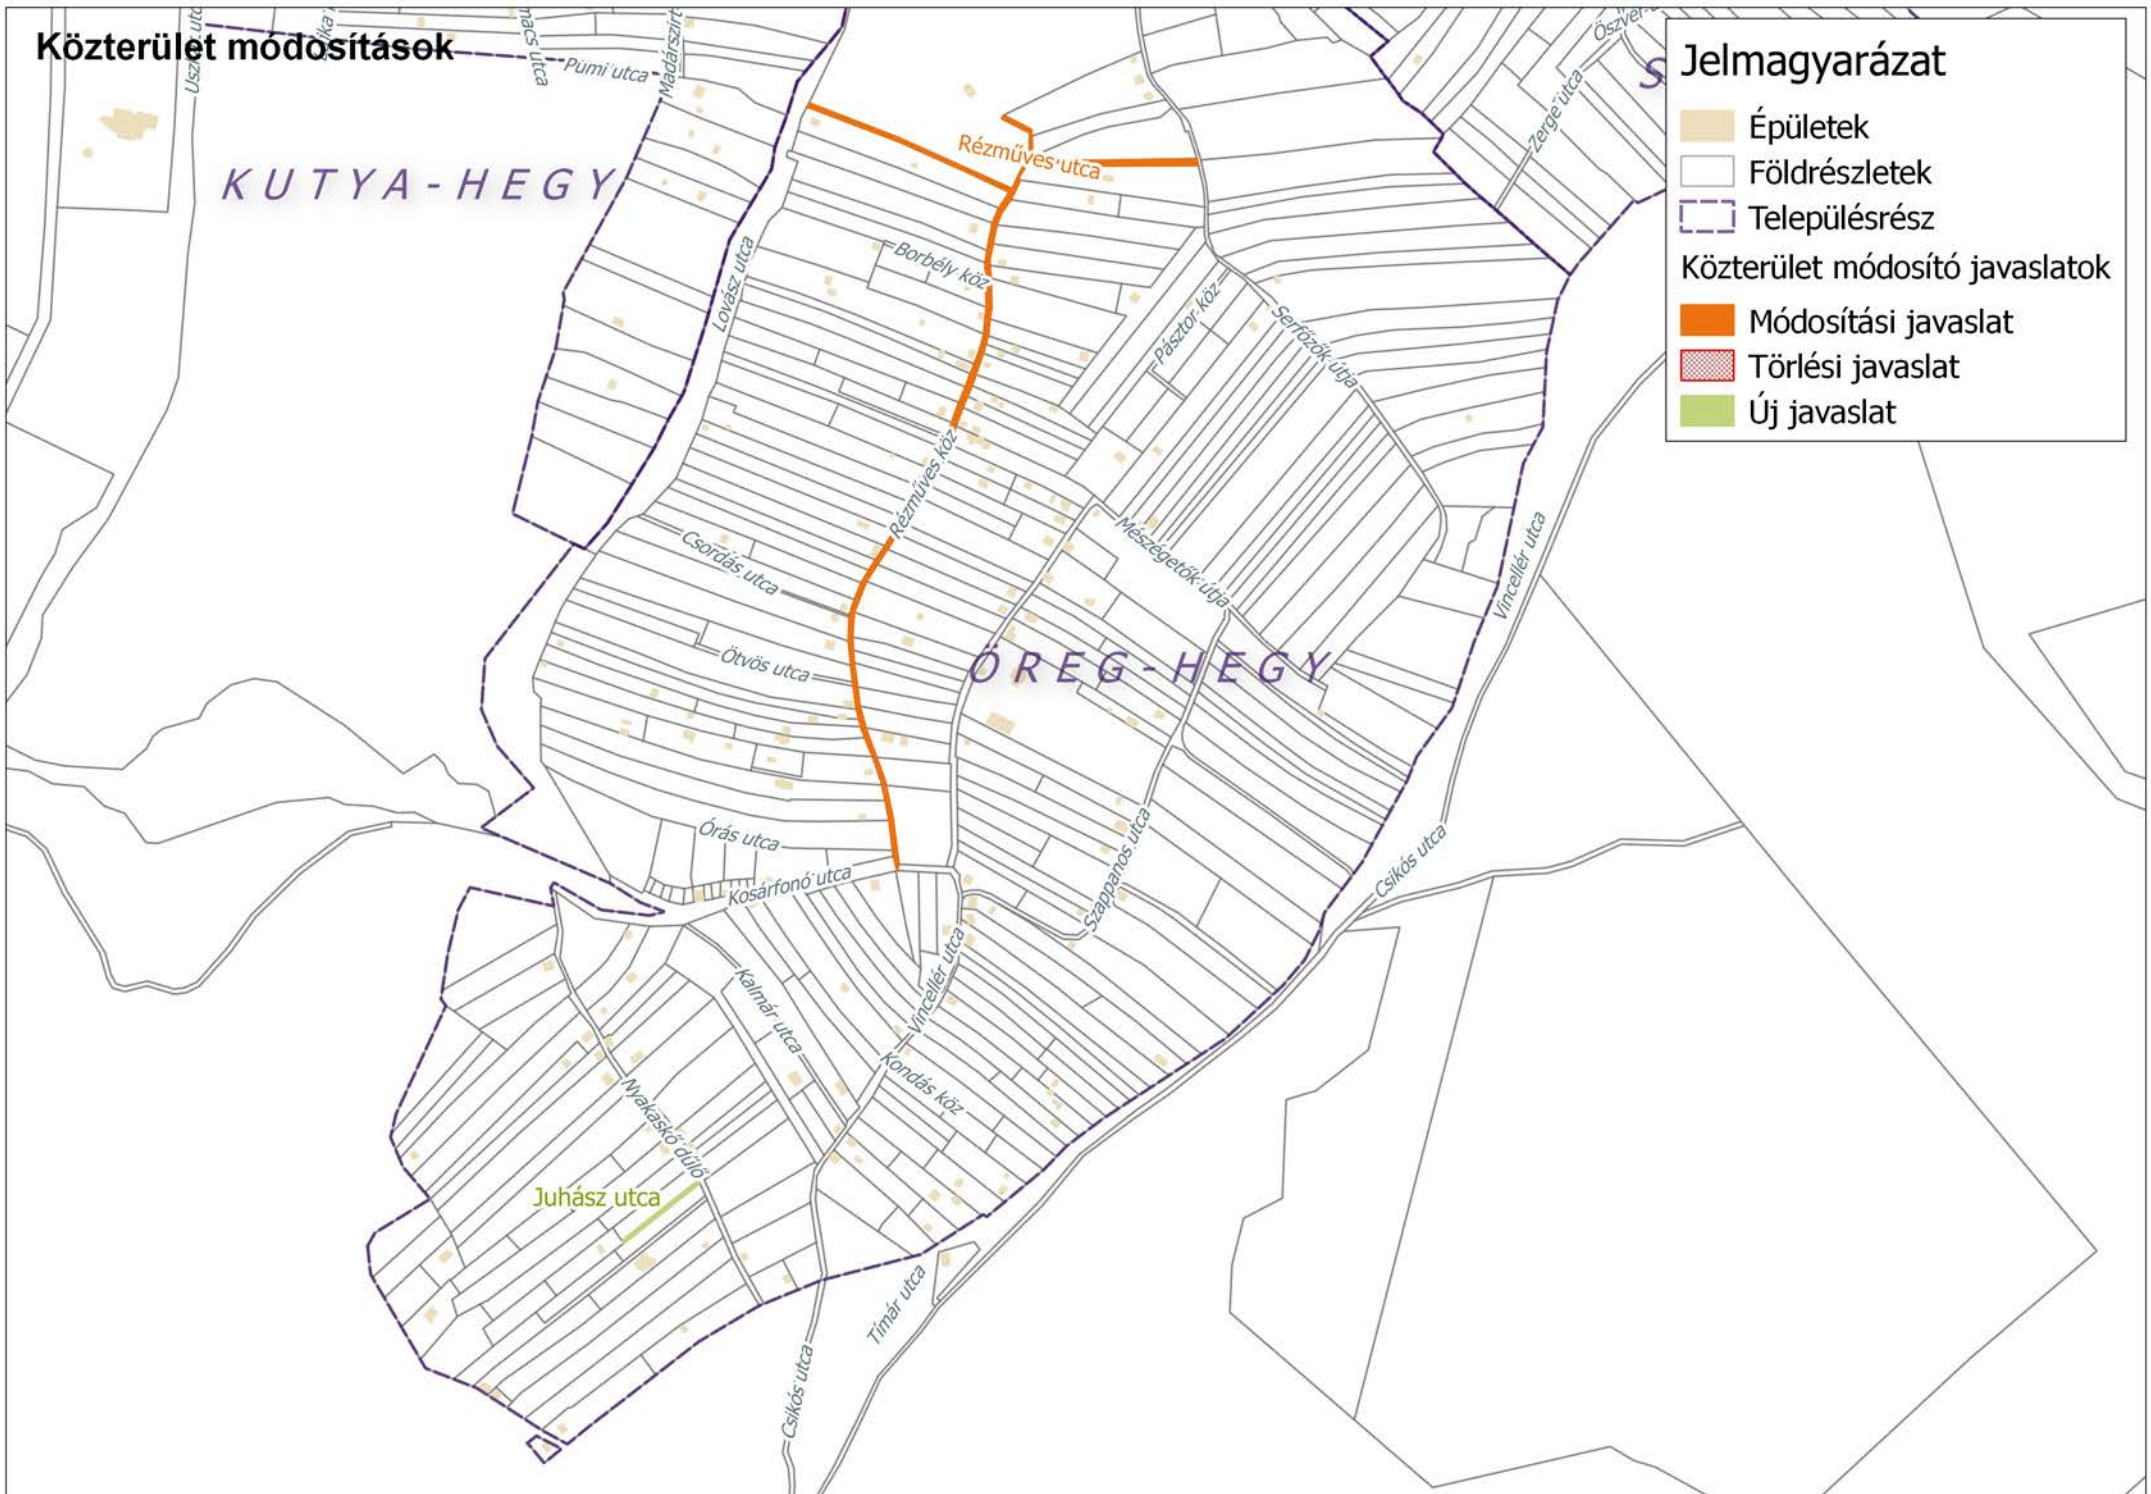 Közterület módosítások
Pumi utca
KUTYA-HEGY
Rézműves utca
Zerge utca
S
Jelmagyarázat
Épületek
Földrészletek
Településrész
Közterület módosító javaslatok
Módosítási javaslat
Törlési javaslat
Új javaslat
Lovász utca
Borbély köz
Pásztor köz
Serfőzők útja
Rézműves köz
Mészégetők útja
Csordás utca
Vincellér utca
Ötvös utca
ÖREG-HEGY
Órás utca
Kosárfonó utca
Szappanos utca
Csikós utca
Kalmár utca
Vincellér utca
Kondás köz
Nyakaskő dűlő
Juhász utca
Tímár utca
Csikós utca